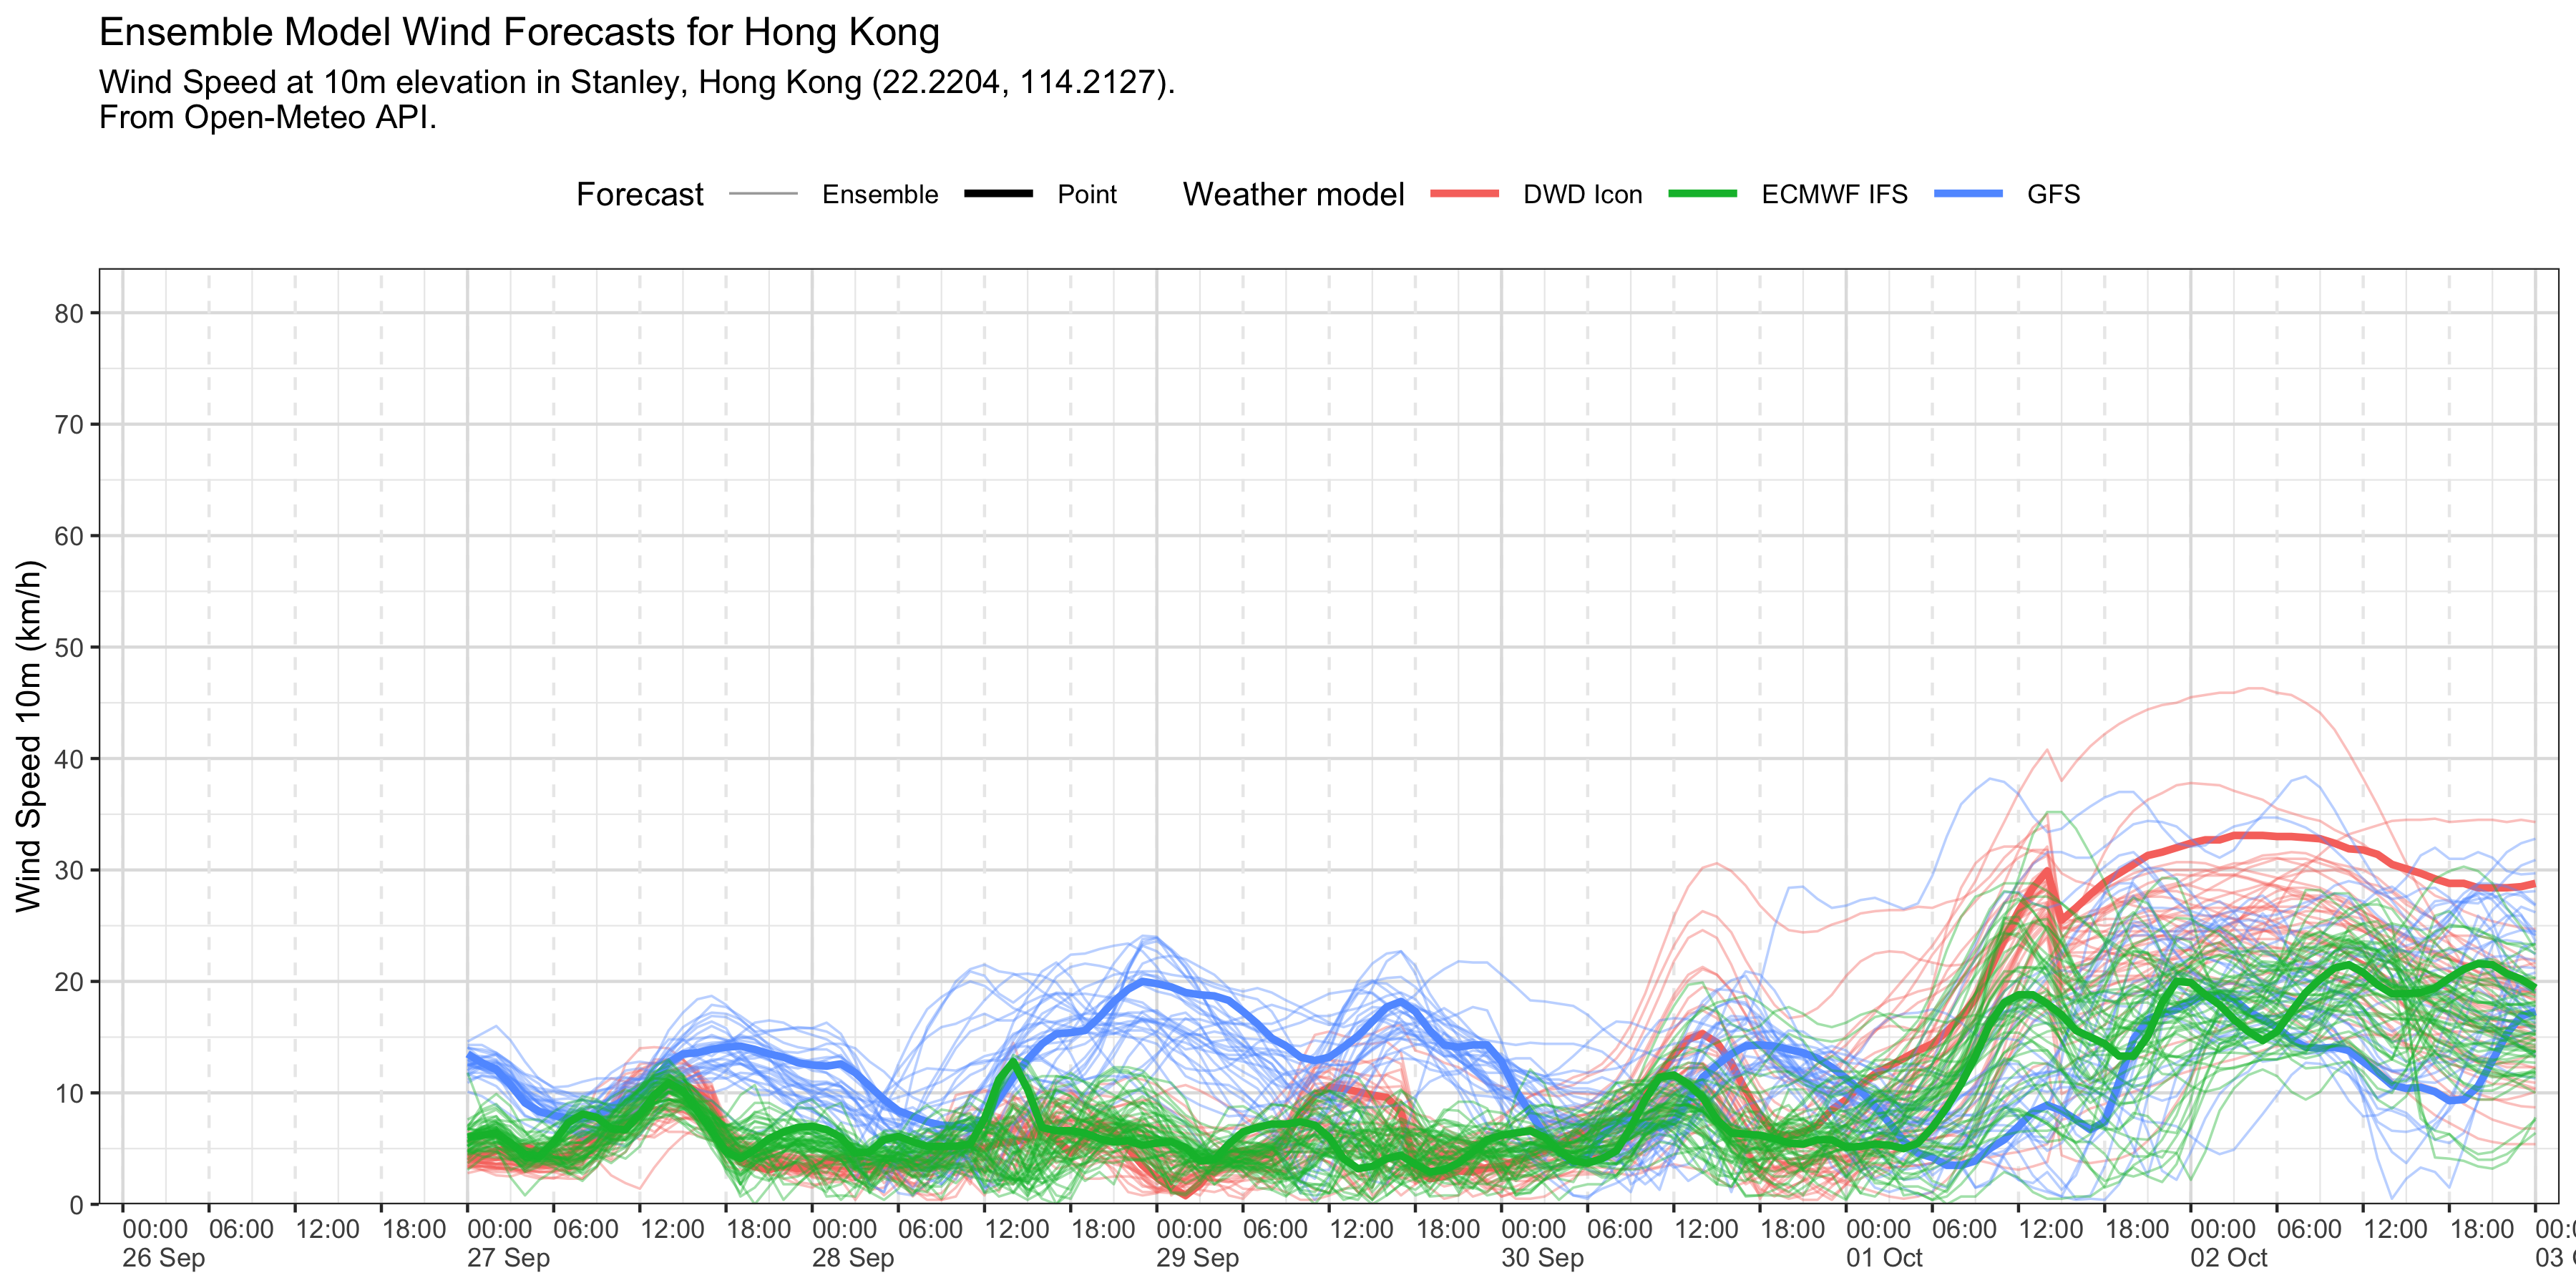 Ensemble Model Wind Forecasts for Hong Kong
Wind Speed at 10m elevation in Stanley, Hong Kong (22.2204, 114.2127).
From Open-Meteo API.
Forecast Ensemble Point Weather model DWD Icon ECMWF IFS GFS
Wind Speed 10m (km/h)
80
70
60
50
40
30
20
10
0
00:00 06:00 12:00 18:00 00:00 06:00 12:00 18:00 00:00 06:00 12:00 18:00 00:00 06:00 12:00 18:00 00:00 06:00 12:00 18:00 00:00 06:00 12:00 18:00 00:00 06:00 12:00 18:00
26 Sep 27 Sep 28 Sep 29 Sep 30 Sep 01 Oct 02 Oct 03